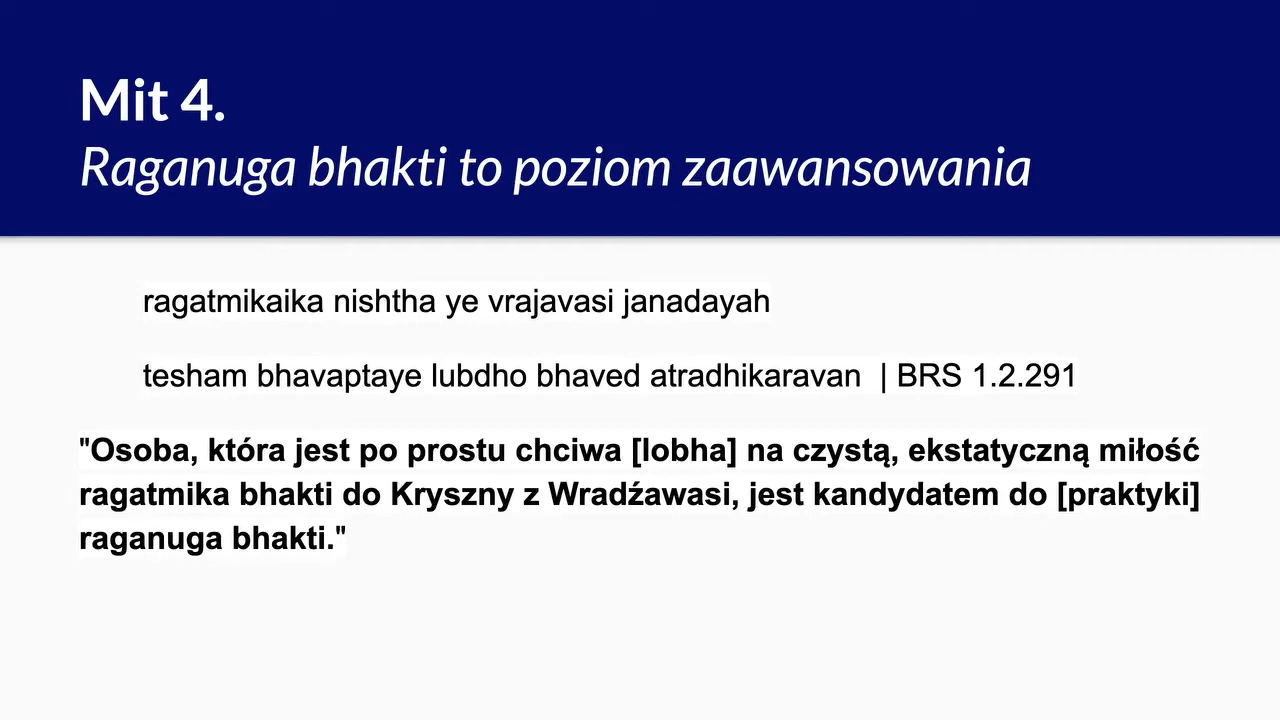 Mit 4.
Raganuga bhakti to poziom zaawansowania
ragatmikaika nishtha ye vrajavasi janadayah
tesham bhavaptaye lubdho bhaved atradhikaravan | BRS 1.2.291
"Osoba, która jest po prostu chciwa [lobha] na czystą, ekstatyczną miłość
ragatmika bhakti do Kryszny z Wradźawasi, jest kandydatem do [praktyki]
raganuga bhakti."